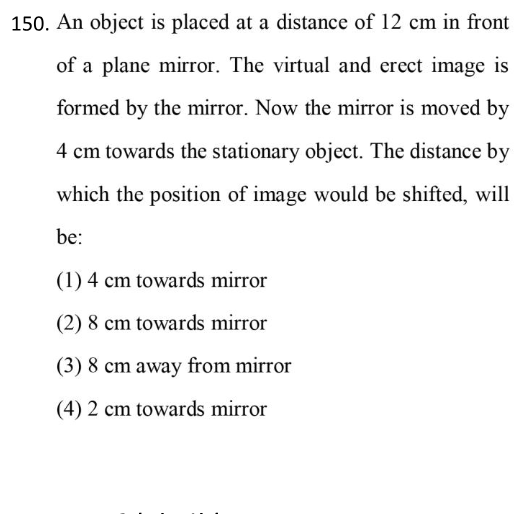 150. An object is placed at a distance of 12 cm in front
of a plane mirror. The virtual and erect image is
formed by the mirror. Now the mirror is moved by
4 cm towards the stationary object. The distance by
which the position of image would be shifted, will
be:
(1) 4 cm towards mirror
(2) 8 cm towards mirror
(3) 8 cm away from mirror
(4) 2 cm towards mirror